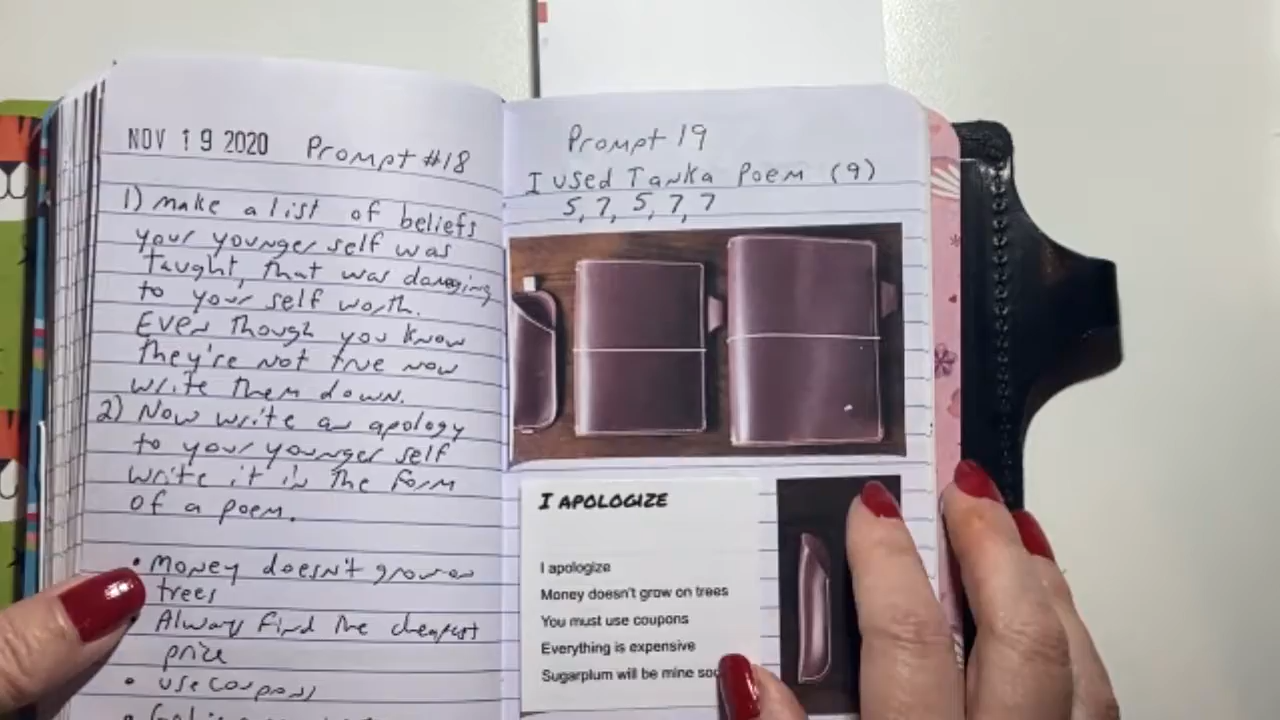 NOV 19 2020 Prompt #18
1) make a list of beliefs
your younger self was
taught, that was damaging
to your self worth.
Even though you know
they're not true now
write them down.
2) Now write an apology
to your younger self
write it in the form
of a poem.
• Money doesn't grow on
trees
Always find the cheapest
price
• use coupons
Prompt 19
I used Tanka Poem (9)
5, 7, 5, 7, 7
I APOLOGIZE
I apologize
Money doesn't grow on trees
You must use coupons
Everything is expensive
Sugarplum will be mine